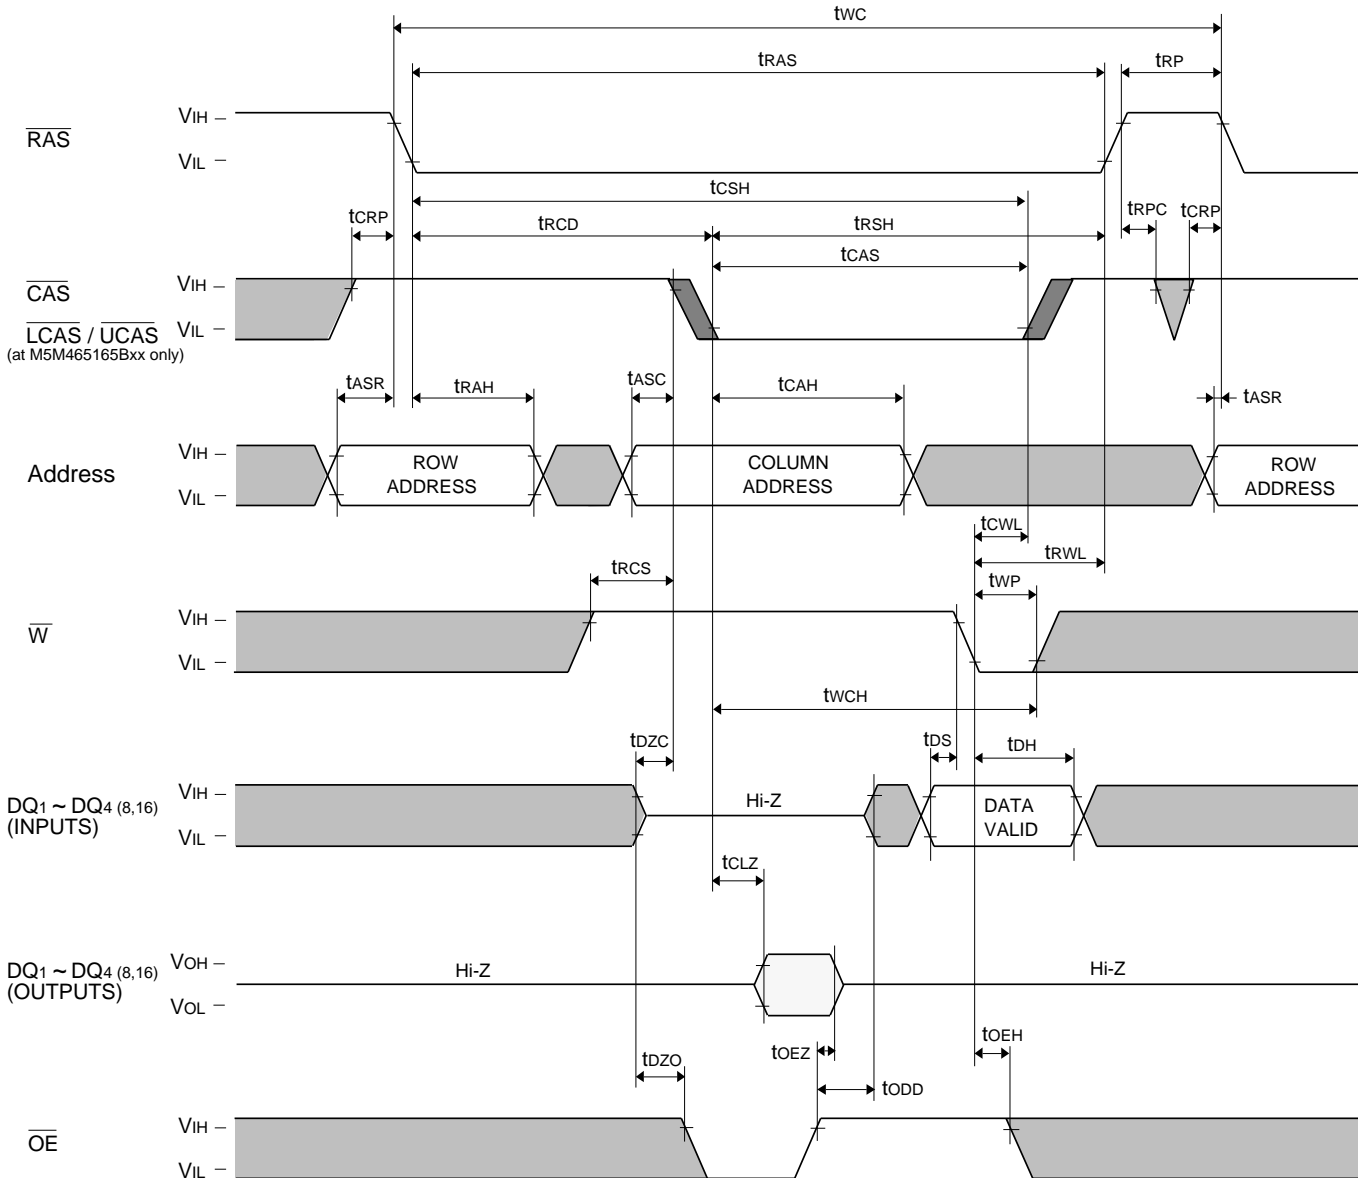 tWC
tRAS
tRP
RAS
VIH
VIL
tCSH
tCRP
tRCD
tRSH
tRPC
tCRP
tCAS
CAS
VIH
LCAS / UCAS
VIL
(at M5M465165Bxx only)
tASR
tRAH
tASC
tCAH
tASR
Address
VIH
VIL
ROW
ADDRESS
COLUMN
ADDRESS
ROW
ADDRESS
tCWL
tRWL
tRCS
tWP
W
VIH
VIL
tWCH
tDZC
tDS
tDH
DQ1 ~ DQ4 (8,16)
(INPUTS)
VIH
VIL
Hi-Z
DATA
VALID
tCLZ
DQ1 ~ DQ4 (8,16)
(OUTPUTS)
VOH
VOL
Hi-Z
Hi-Z
tDZO
tOEZ
tODD
tOEH
OE
VIH
VIL